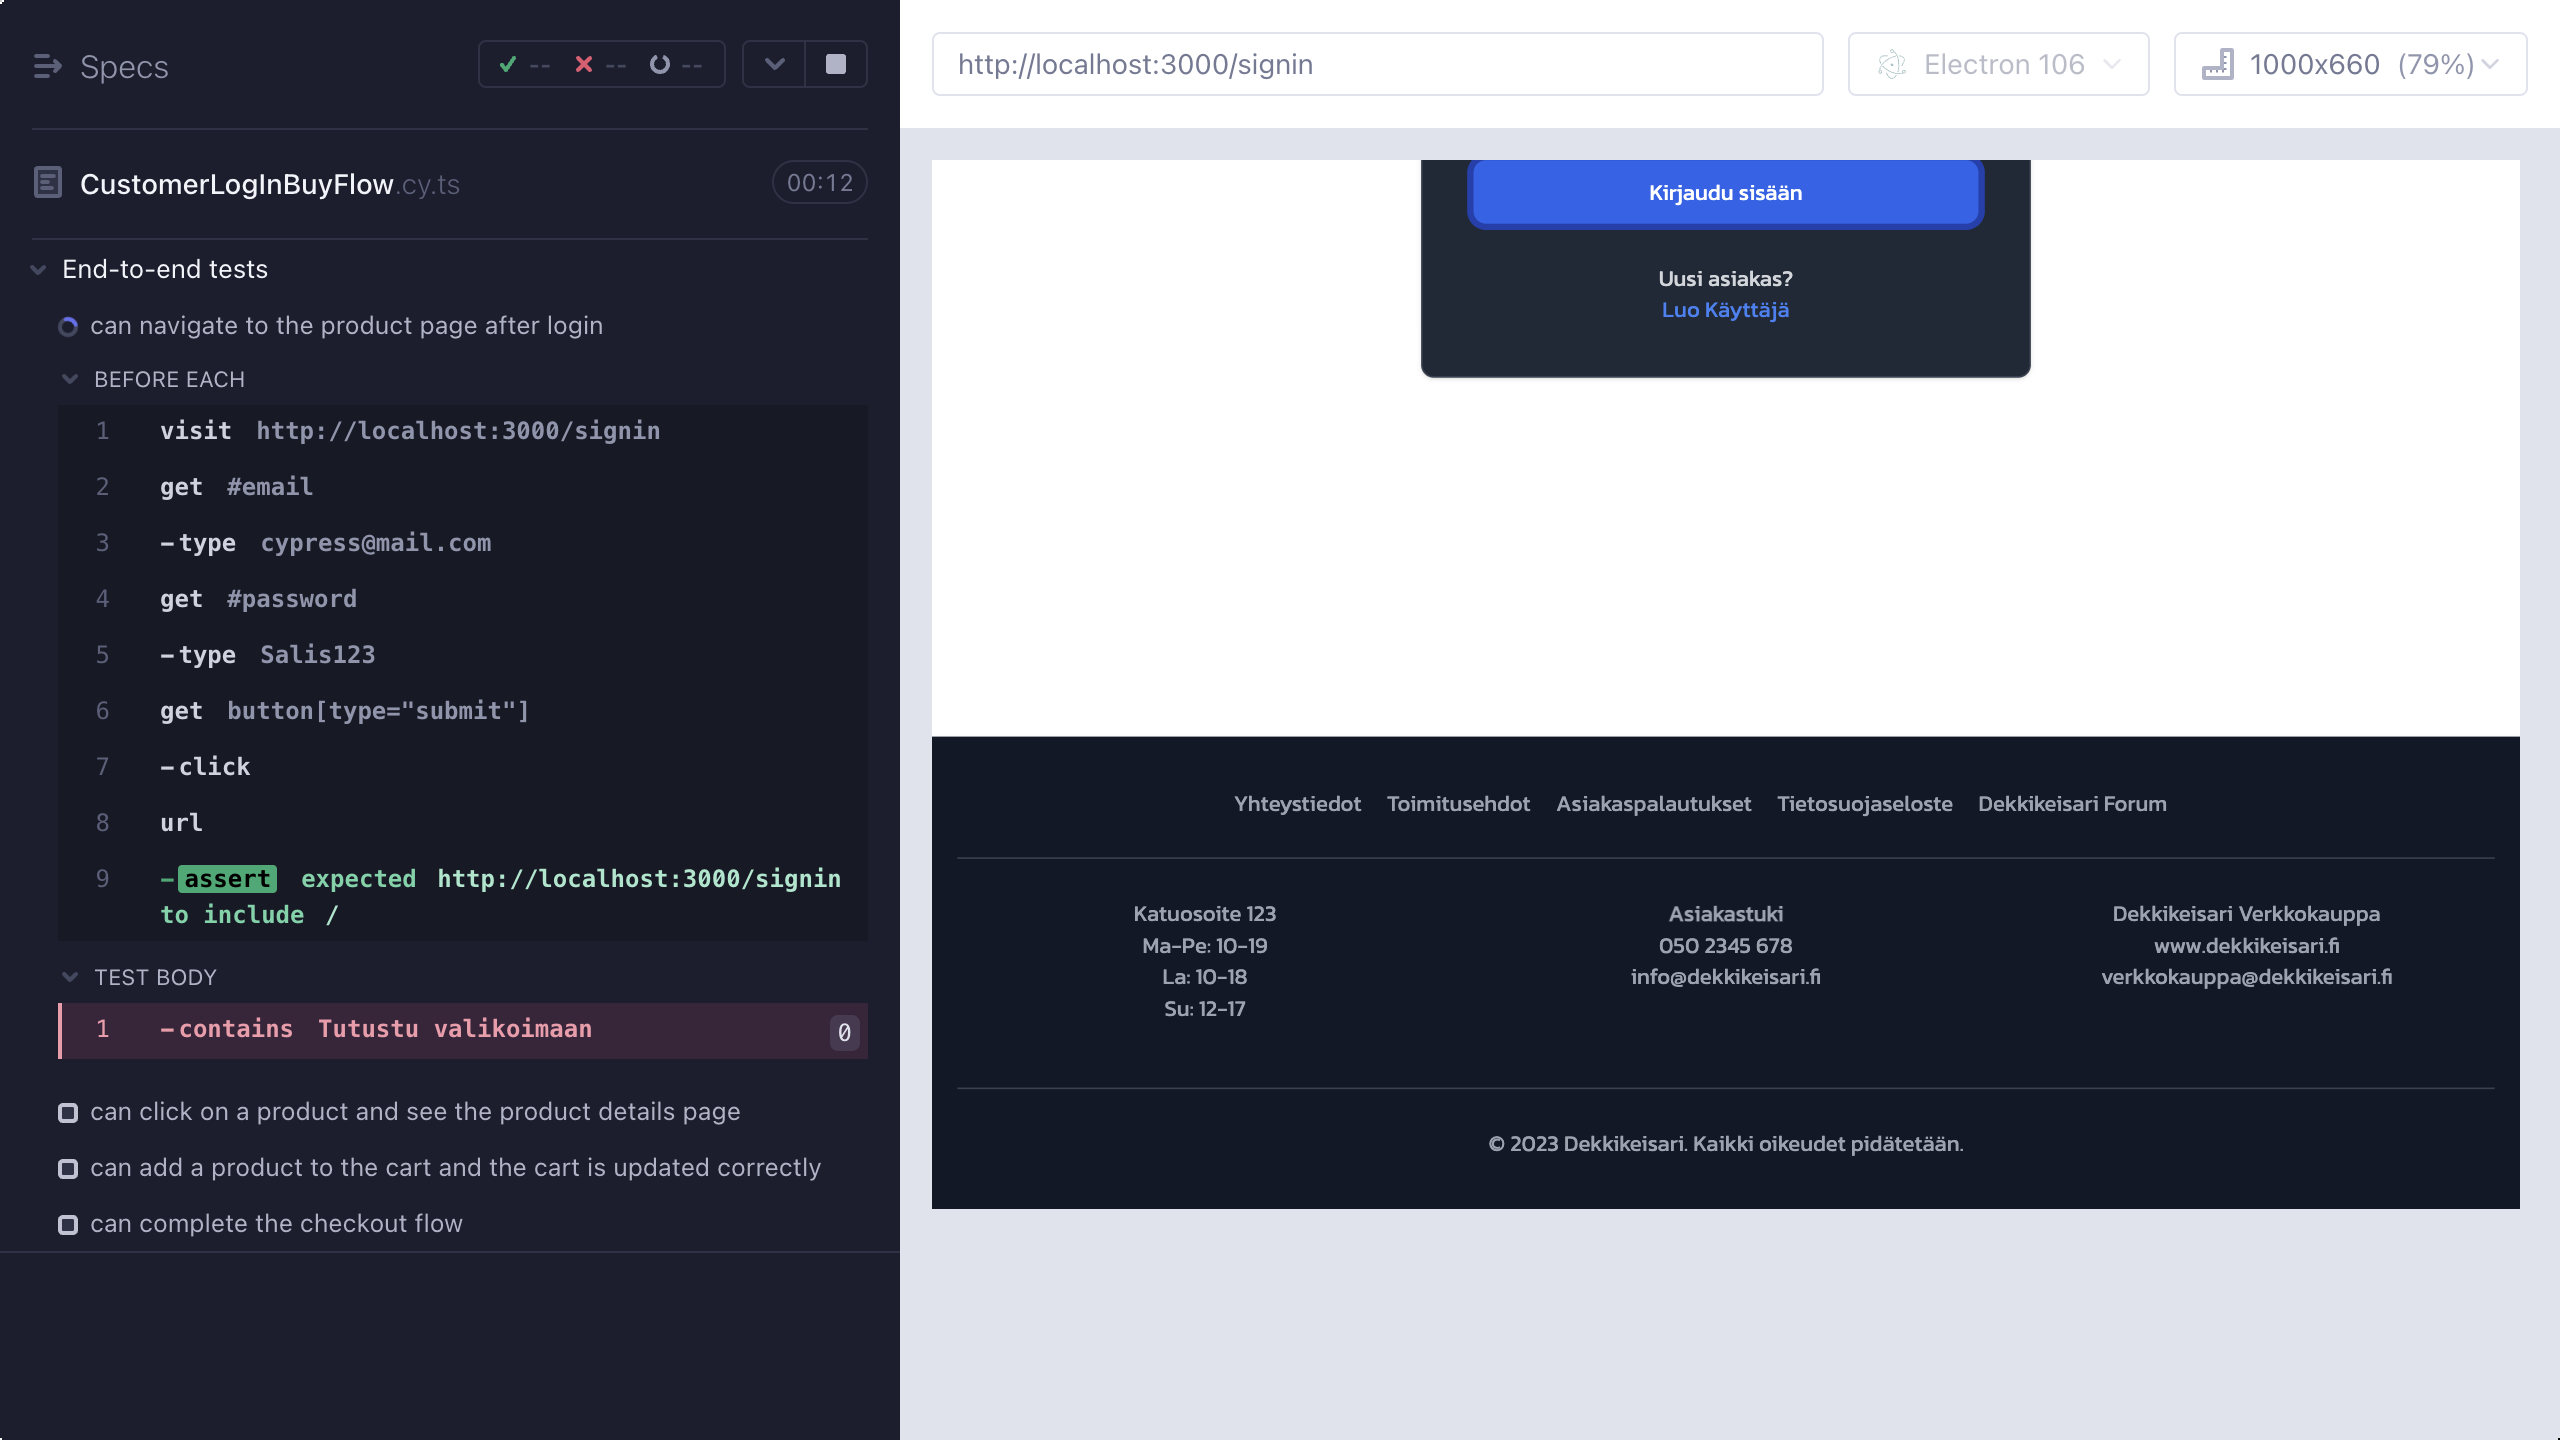 Specs
-- -- --
CustomerLogInBuyFlow.cy.ts
00:12
End-to-end tests
can navigate to the product page after login
BEFORE EACH
1 visit http://localhost:3000/signin
2 get #email
3 -type cypress@mail.com
4 get #password
5 -type Salis123
6 get button[type="submit"]
7 -click
8 url
9 -assert expected http://localhost:3000/signin
to include /
TEST BODY
1 -contains Tutustu valikoimaan 0
can click on a product and see the product details page
can add a product to the cart and the cart is updated correctly
can complete the checkout flow
http://localhost:3000/signin
Electron 106
1000x660 (79%)
Kirjaudu sisään
Uusi asiakas?
Luo Käyttäjä
Yhteystiedot Toimitusehdot Asiakaspalautukset Tietosuojaseloste Dekkikeisari Forum
Katuosoite 123
Ma-Pe: 10-19
La: 10-18
Su: 12-17
Asiakastuki
050 2345 678
info@dekkikeisari.fi
Dekkikeisari Verkkokauppa
www.dekkikeisari.fi
verkkokauppa@dekkikeisari.fi
© 2023 Dekkikeisari. Kaikki oikeudet pidätetään.